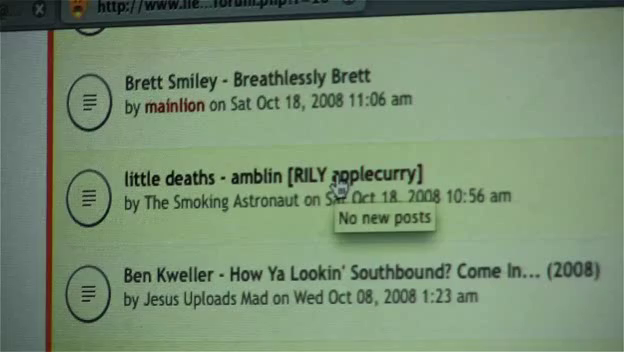 http://www.
Brett Smiley - Breathlessly Brett
by mainlion on Sat Oct 18, 2008 11:06 am
little deaths - amblin [RILY applecurry]
by The Smoking Astronaut on Sat Oct 18, 2008 10:56 am
No new posts
Ben Kweller - How Ya Lookin' Southbound? Come In... (2008)
by Jesus Uploads Mad on Wed Oct 08, 2008 1:23 am